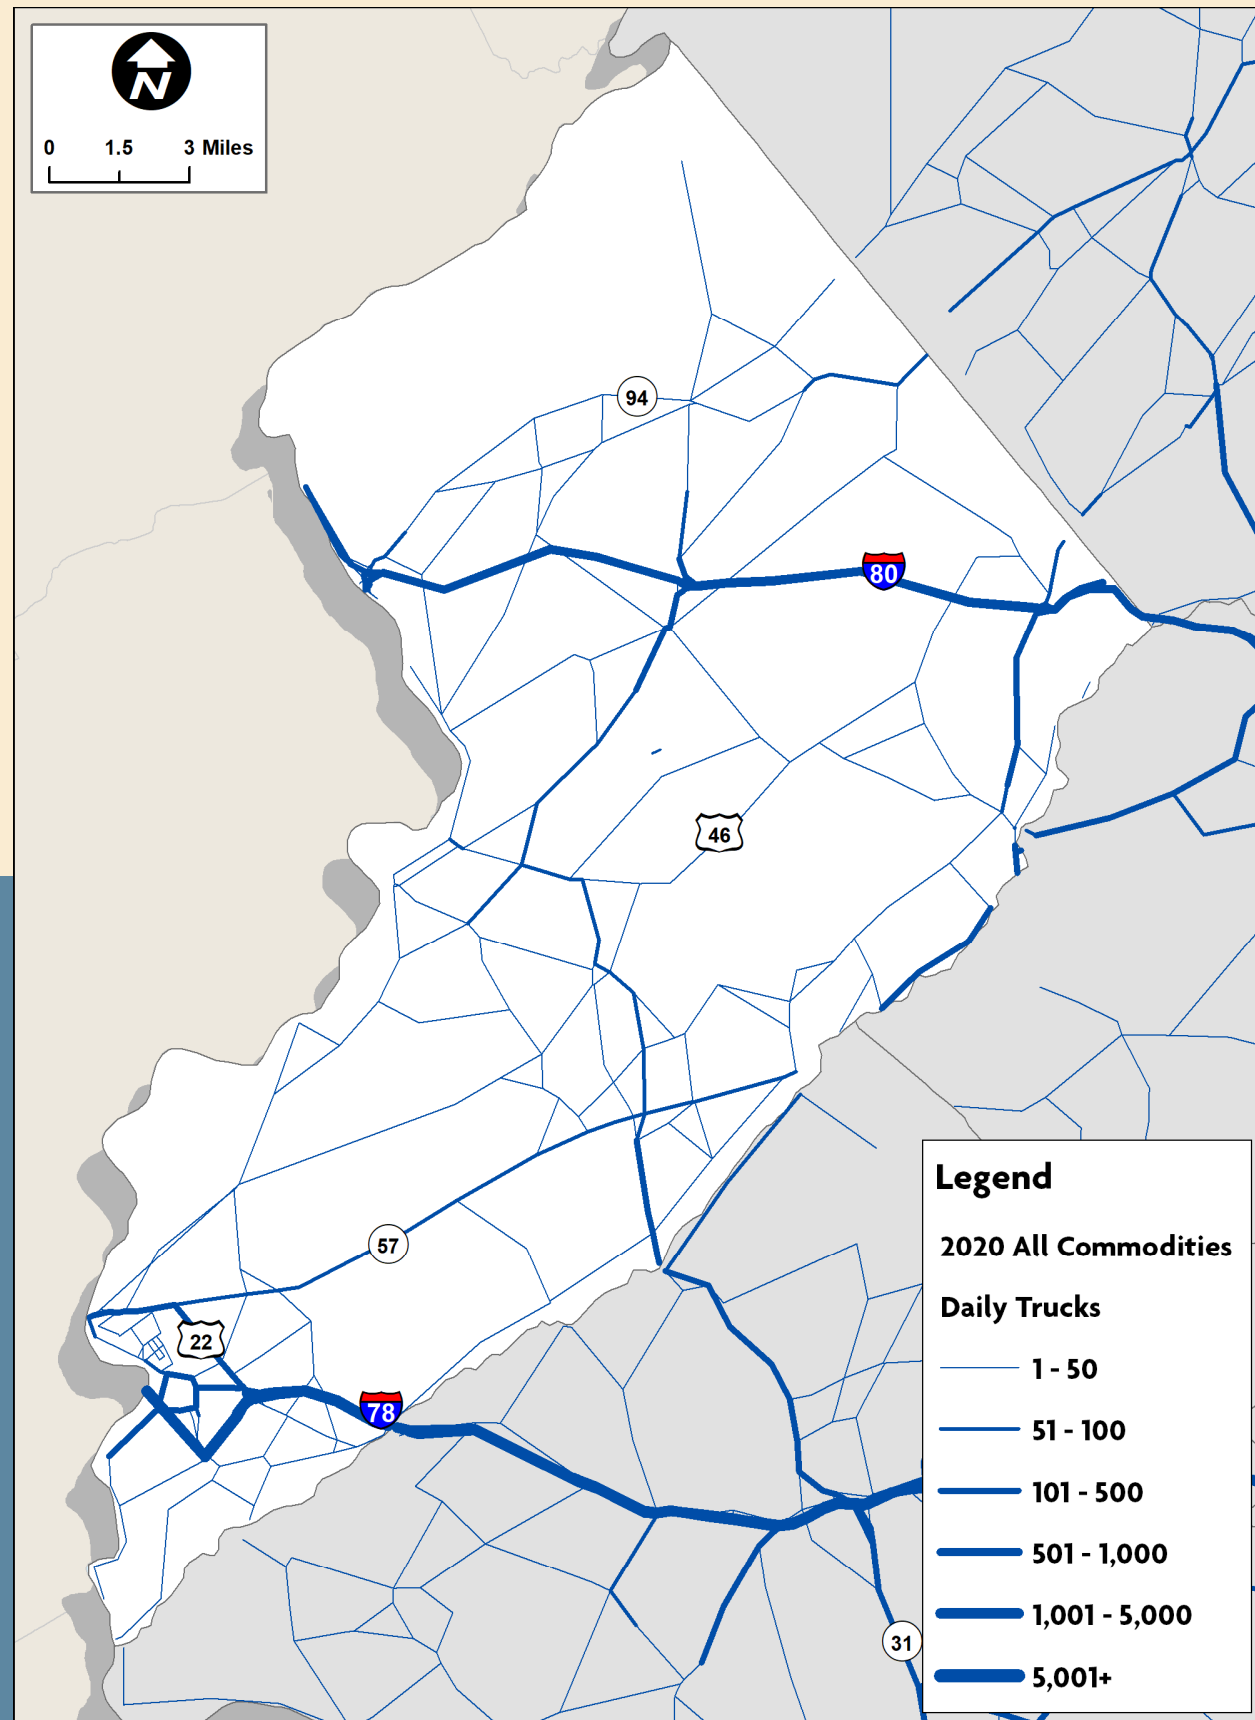 N
0 1.5 3 Miles
94
80
46
57
22
78
31
Legend
2020 All Commodities
Daily Trucks
1 - 50
51 - 100
101 - 500
501 - 1,000
1,001 - 5,000
5,001+